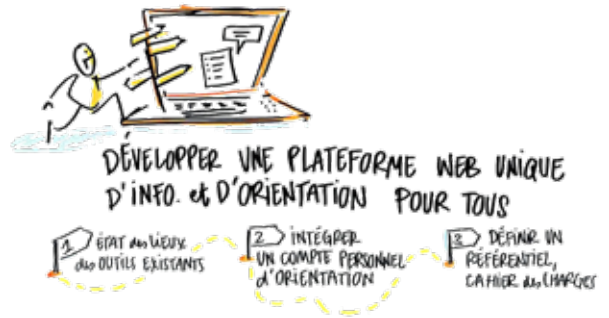 DÉVELOPPER UNE PLATEFORME WEB UNIQUE
D'INFO. et D'ORIENTATION POUR TOUS
1 ÉTAT des LIEUX
des OUTILS EXISTANTS
2 INTÉGRER
UN COMPTE PERSONNEL
d'ORIENTATION
3 DÉFINIR UN
RÉFÉRENTIEL,
CAHIER des CHARGES